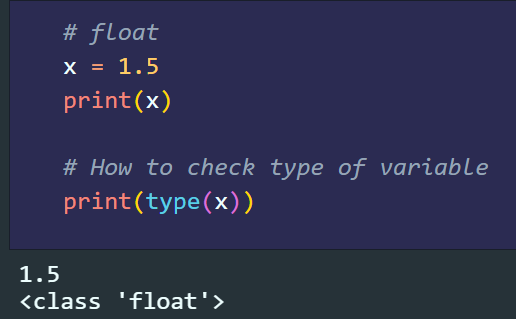 # float
x = 1.5
print(x)
# How to check type of variable
print(type(x))
1.5
<class 'float'>